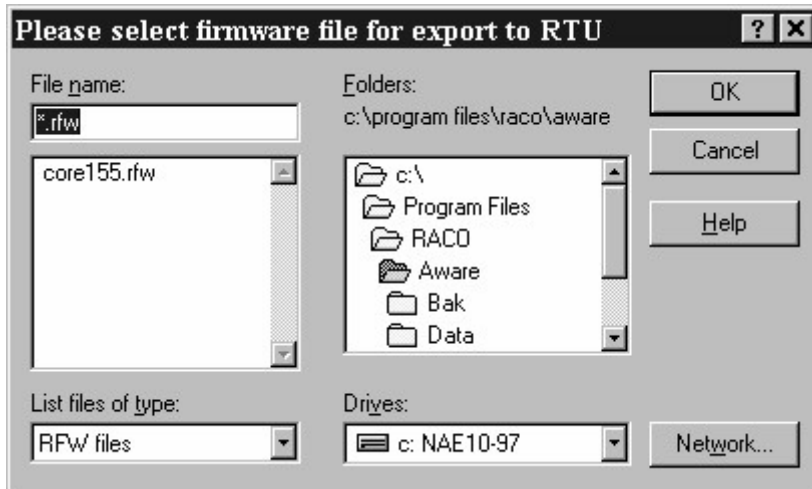 Please select firmware file for export to RTU
File name:
*.rfw
core155.rfw
List files of type:
RFW files
Folders:
c:\program files\raco\aware
c:\
Program Files
RACO
Aware
Bak
Data
Drives:
c: NAE10-97
OK
Cancel
Help
Network...